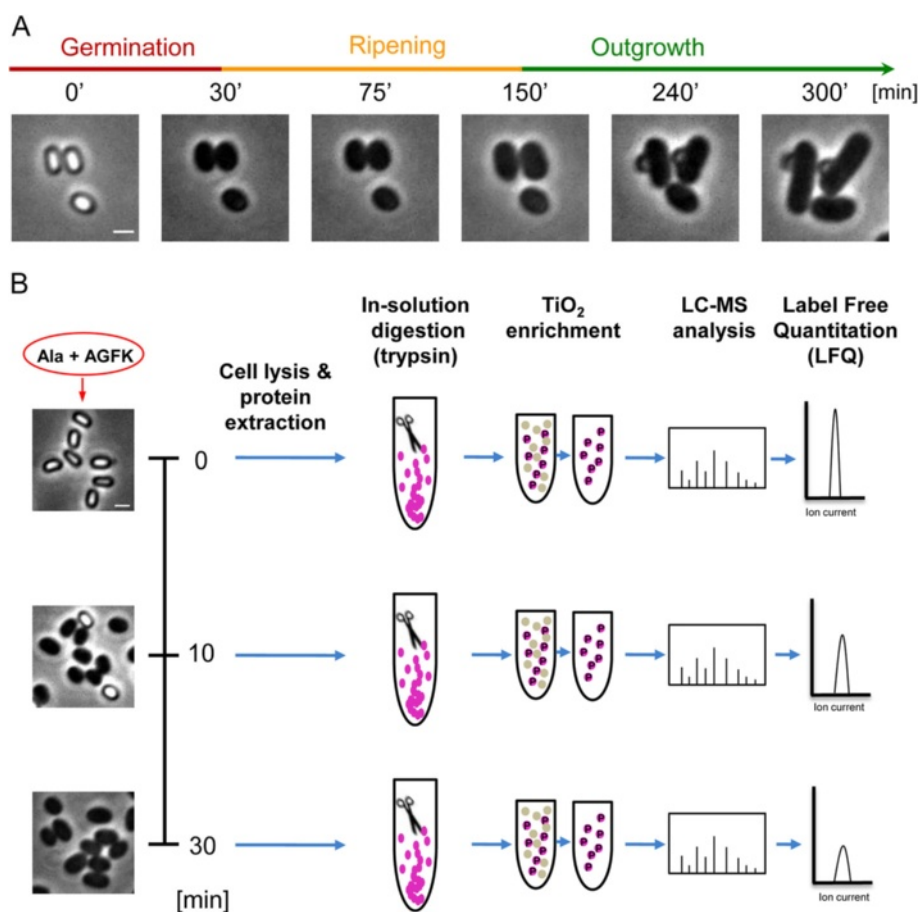 A
Germination Ripening Outgrowth
0’ 30’ 75’ 150’ 240’ 300’ [min]
B
Ala + AGFK
Cell lysis &
protein
extraction
In-solution
digestion
(trypsin)
TiO₂
enrichment
LC-MS
analysis
Label Free
Quantitation
(LFQ)
0
P P P P P P P P P P P P
Ion current
10
P P P P P P P P P P P P
Ion current
30
P P P P P P P P P P P P
Ion current
[min]